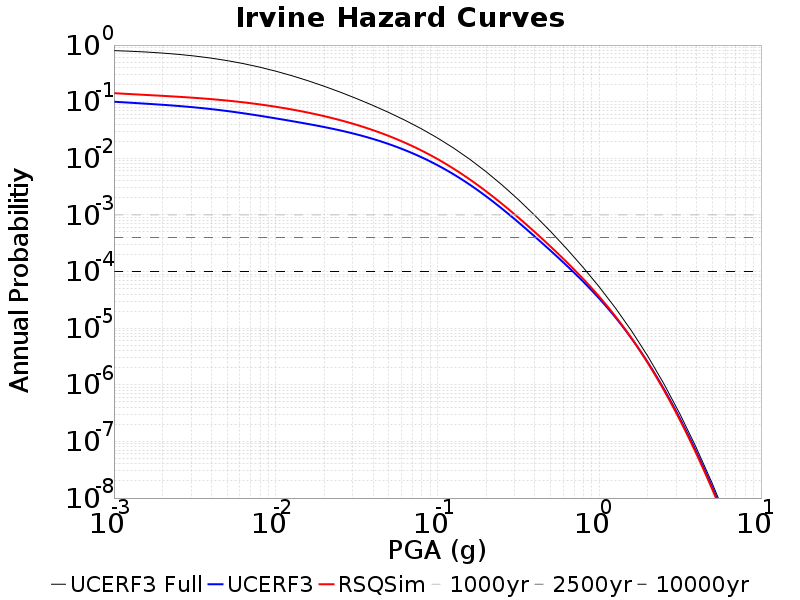 Irvine Hazard Curves
Annual Probabilitiy
10^0
10^-1
10^-2
10^-3
10^-4
10^-5
10^-6
10^-7
10^-8
10^-3 10^-2 10^-1 10^0 10^1
PGA (g)
UCERF3 Full UCERF3 RSQSim 1000yr 2500yr 10000yr